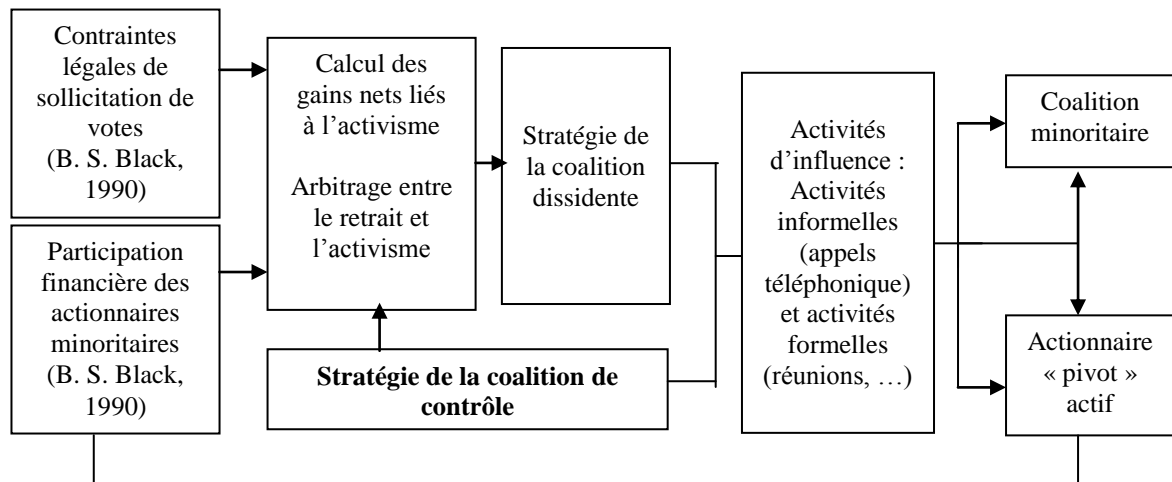 Contraintes
légales de
sollicitation de
votes
(B. S. Black,
1990)
Participation
financière des
actionnaires
minoritaires
(B. S. Black,
1990)
Calcul des
gains nets liés
à l’activisme
Arbitrage entre
le retrait et
l’activisme
Stratégie de la coalition de
contrôle
Stratégie de
la coalition
dissidente
Activités
d’influence :
Activités
informelles
(appels
téléphonique)
et activités
formelles
(réunions, …)
Coalition
minoritaire
Actionnaire
« pivot »
actif